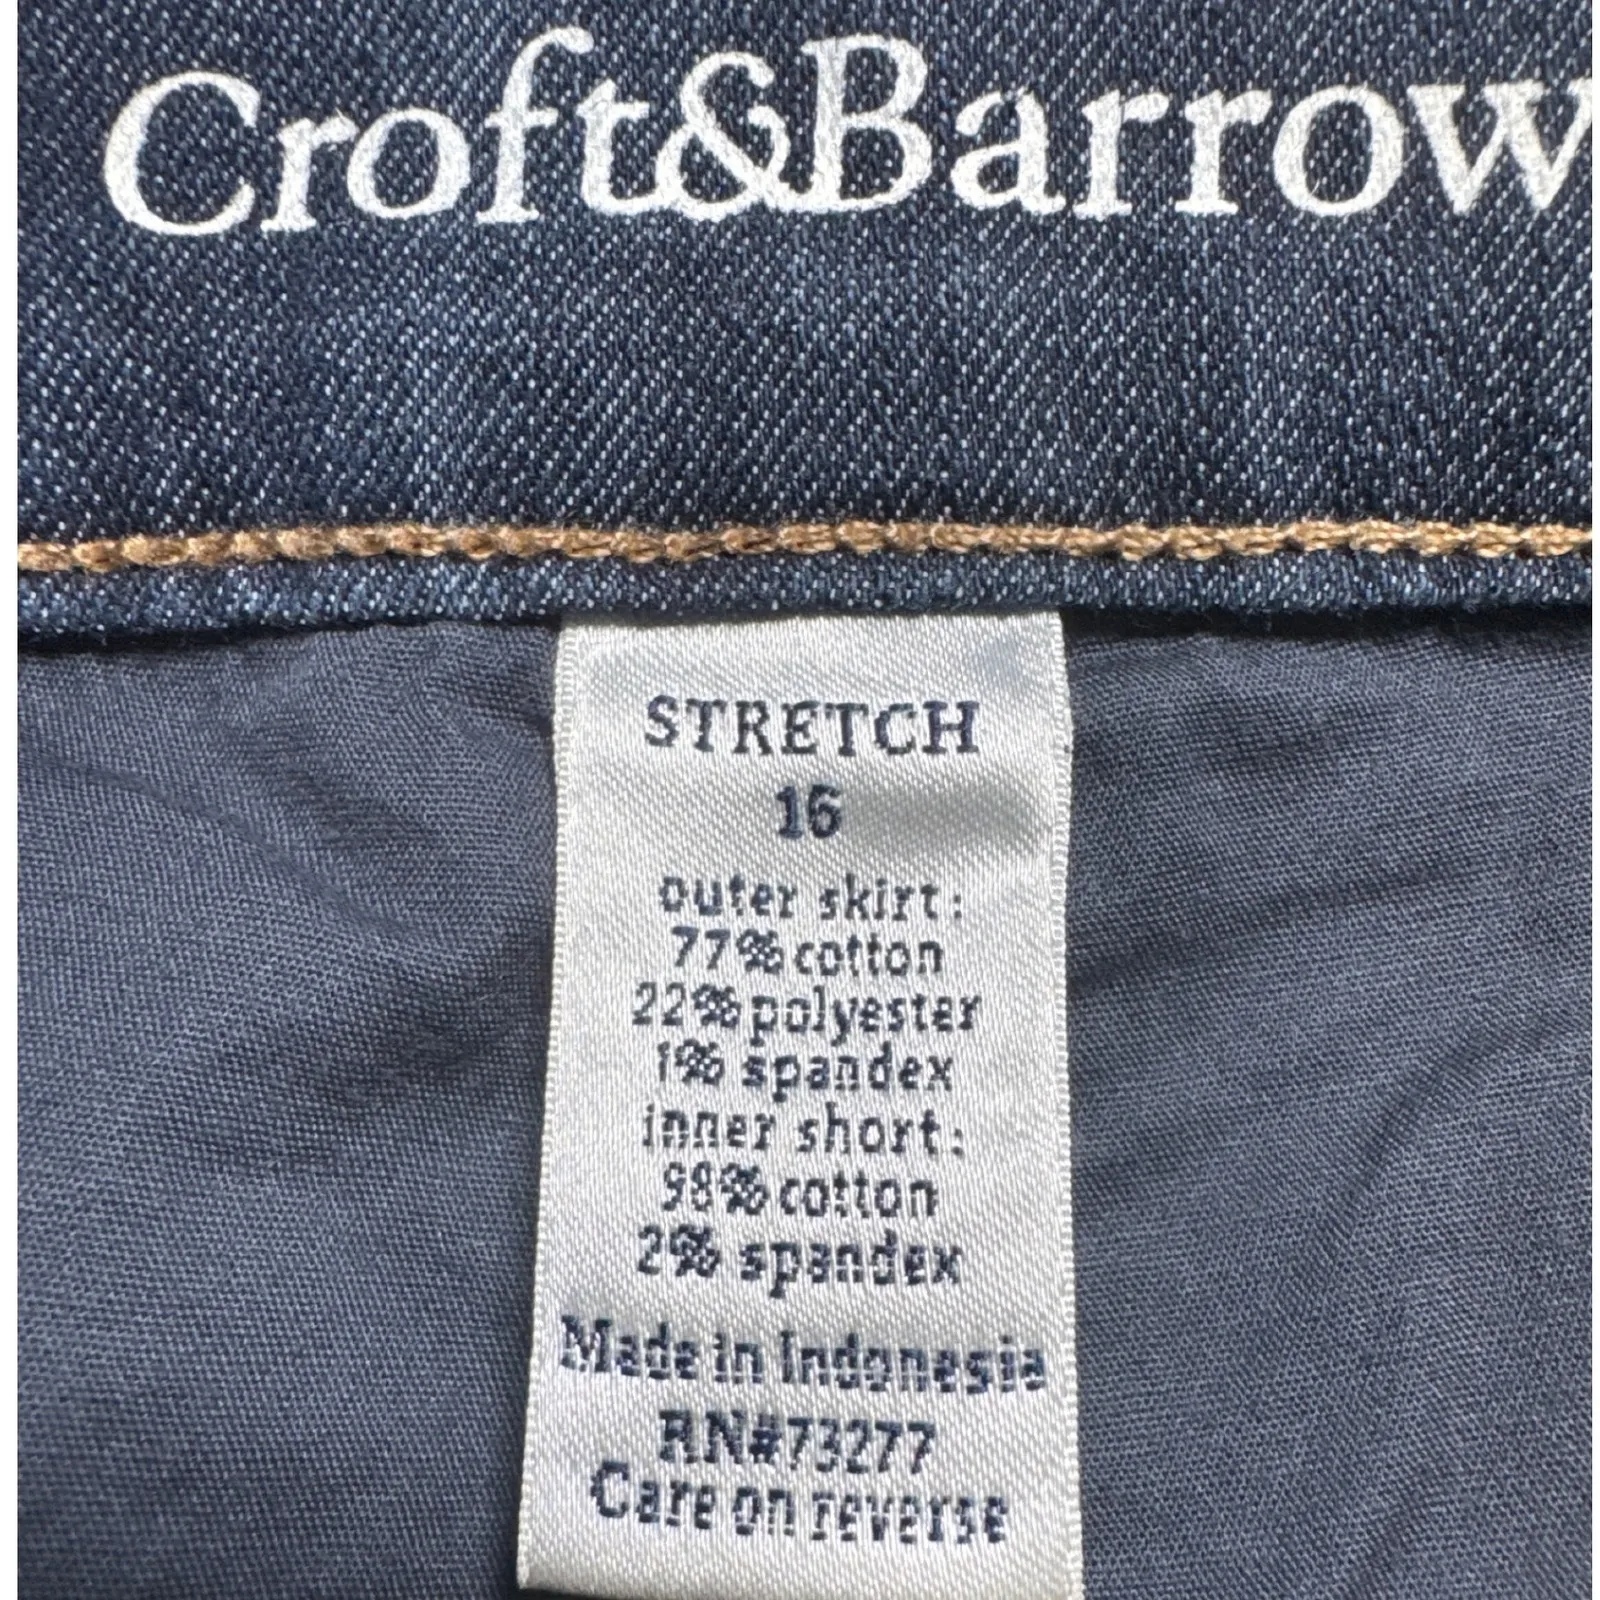 Croft&Barrow
STRETCH
16
outer skirt:
77% cotton
22% polyester
1% spandex
inner short:
98% cotton
2% spandex
Made in Indonesia
RN#73277
Care on reverse